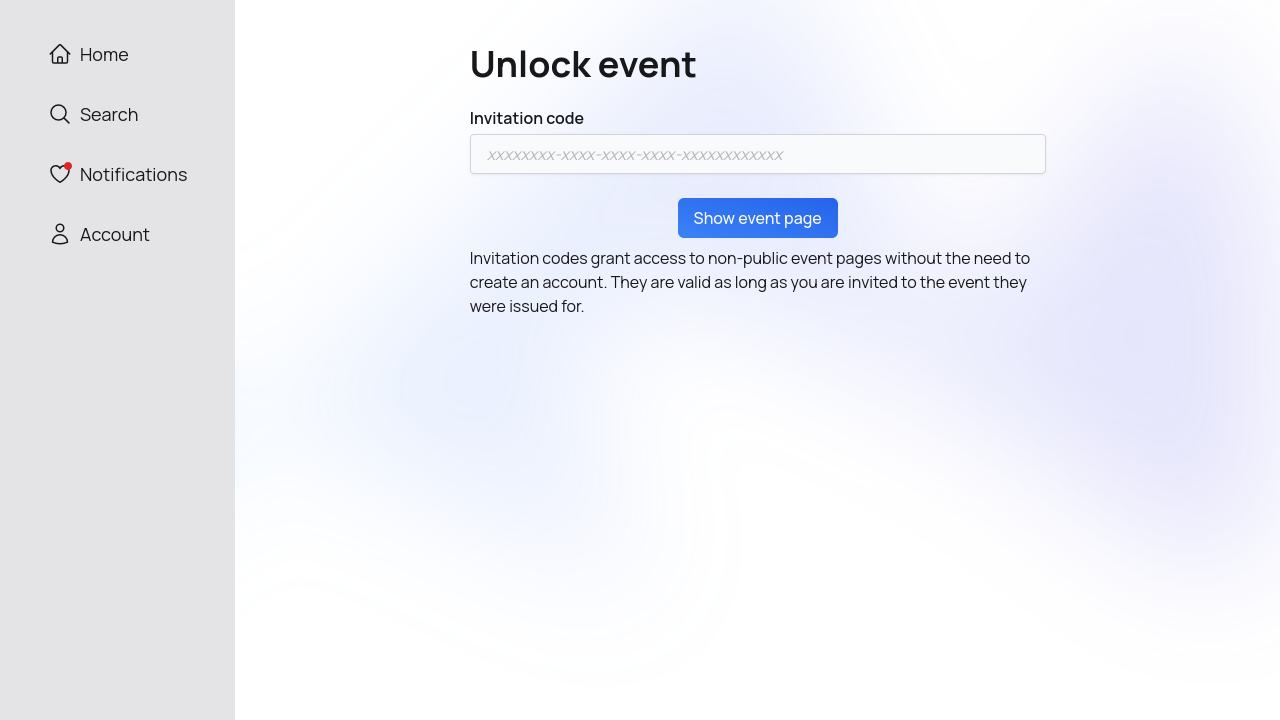 Home
Search
Notifications
Account
Unlock event
Invitation code
xxxxxxxx-xxxx-xxxx-xxxx-xxxxxxxxxxxx
Show event page
Invitation codes grant access to non-public event pages without the need to
create an account. They are valid as long as you are invited to the event they
were issued for.